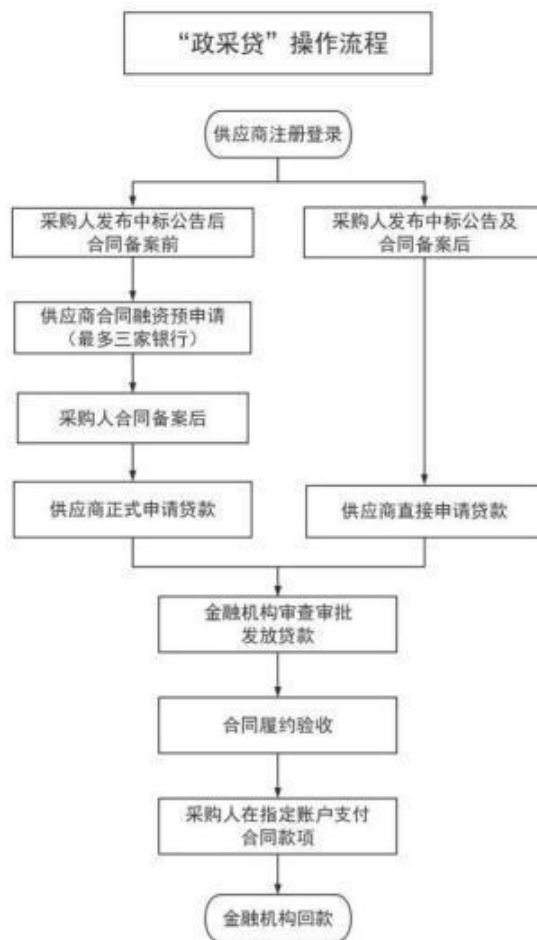 “政采贷”操作流程
供应商注册登录
采购人发布中标公告后
合同备案前
采购人发布中标公告及
合同备案后
供应商合同融资预申请
（最多三家银行）
采购人合同备案后
供应商正式申请贷款
供应商直接申请贷款
金融机构审查审批
发放贷款
合同履约验收
采购人在指定账户支付
合同款项
金融机构回款